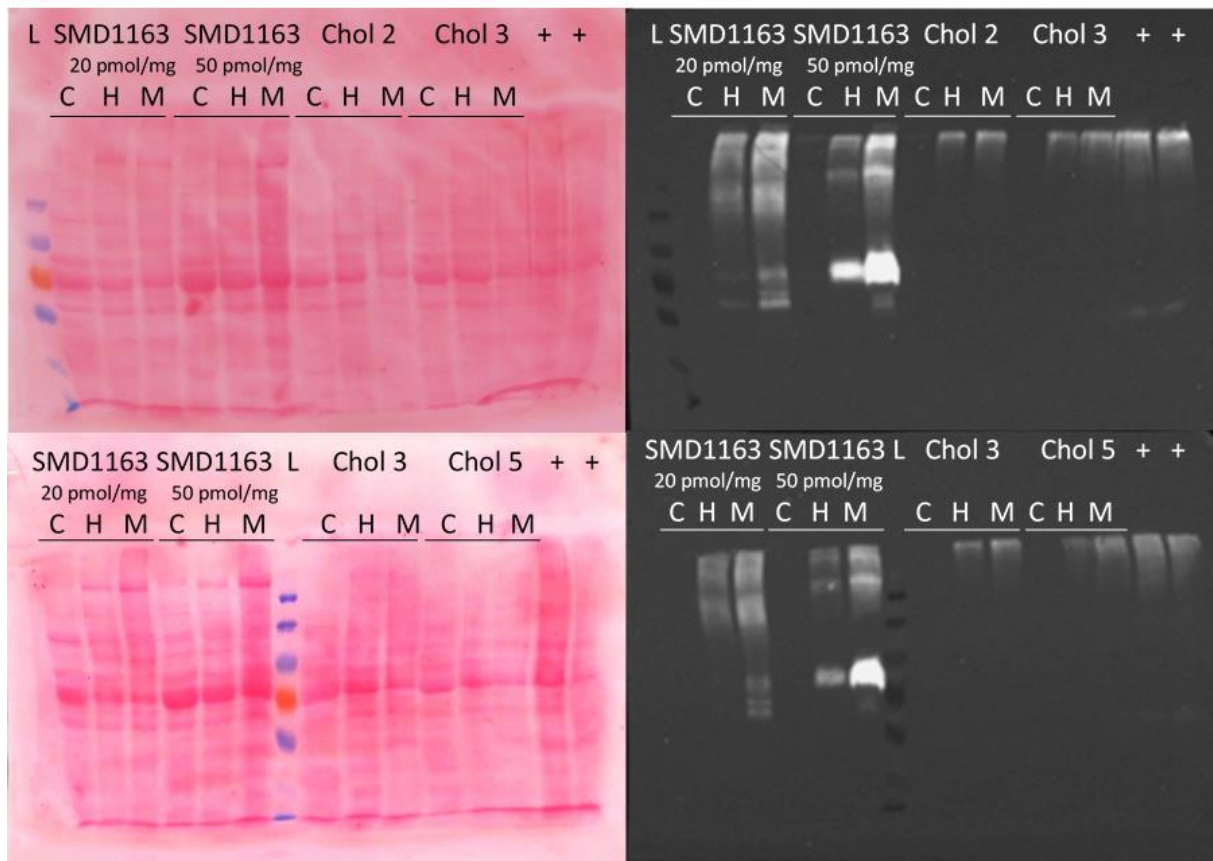 L SMD1163 SMD1163 Chol 2 Chol 3 + +
20 pmol/mg 50 pmol/mg
C H M C H M C H M C H M
L SMD1163 SMD1163 Chol 2 Chol 3 + +
20 pmol/mg 50 pmol/mg
C H M C H M C H M C H M
SMD1163 SMD1163 L Chol 3 Chol 5 + +
20 pmol/mg 50 pmol/mg
C H M C H M C H M C H M
SMD1163 SMD1163 L Chol 3 Chol 5 + +
20 pmol/mg 50 pmol/mg
C H M C H M C H M C H M